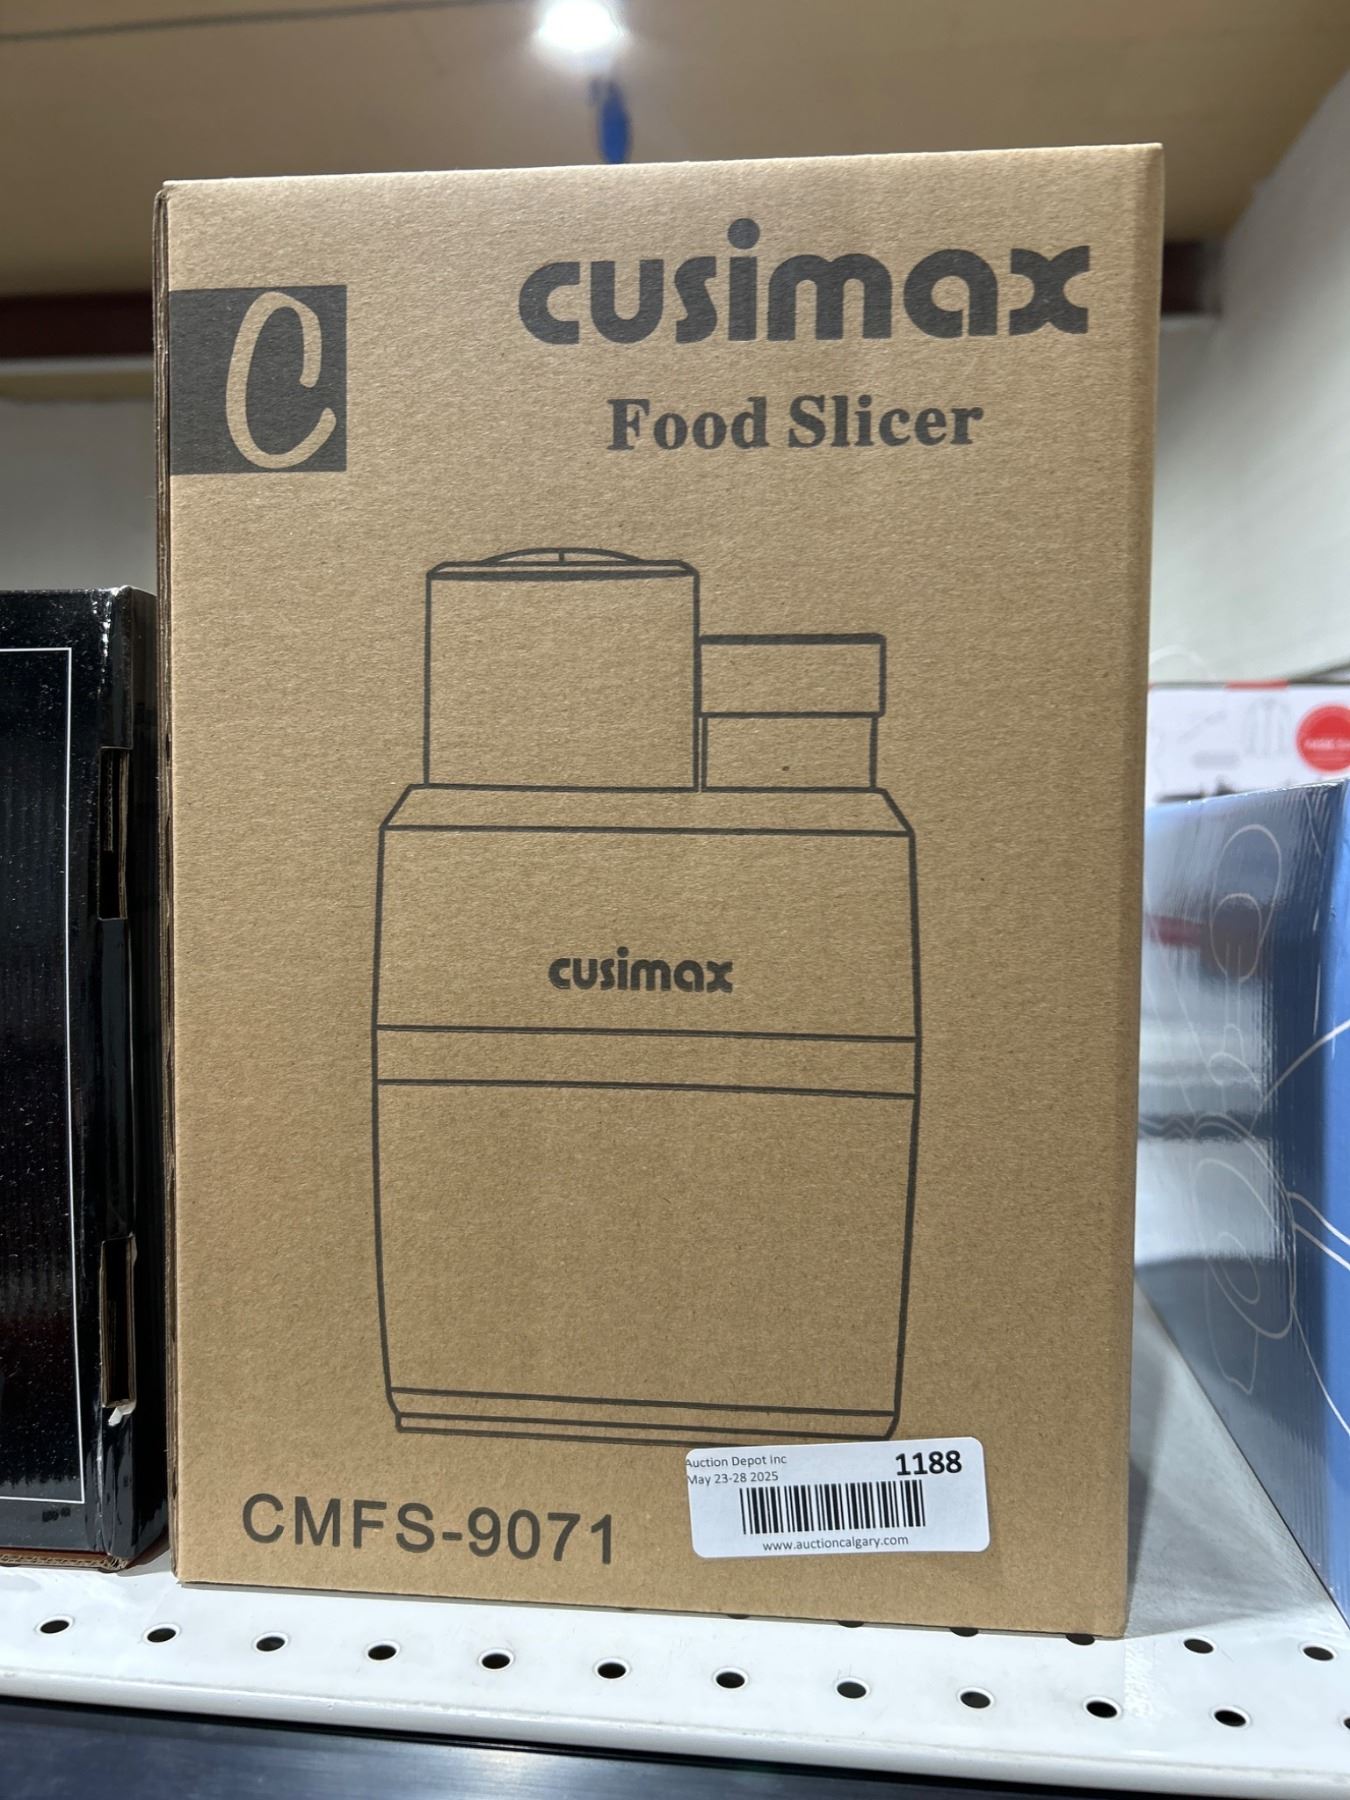 C
cusimax
Food Slicer
cusimax
CMFS-9071
Auction Depot Inc
May 23-28 2025
1188
www.auctioncalgary.com